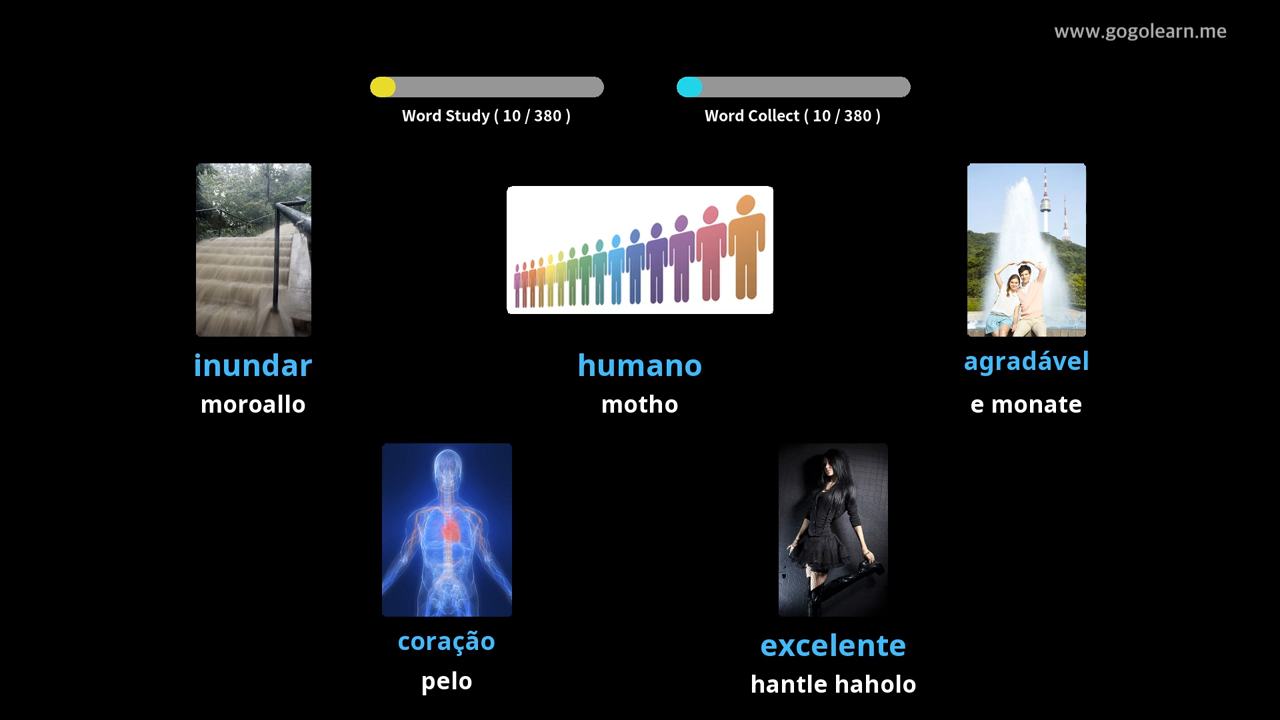 www.gogolearn.me
Word Study ( 10 / 380 )
Word Collect ( 10 / 380 )
inundar
moroallo
humano
motho
agradável
e monate
coração
pelo
excelente
hantle haholo